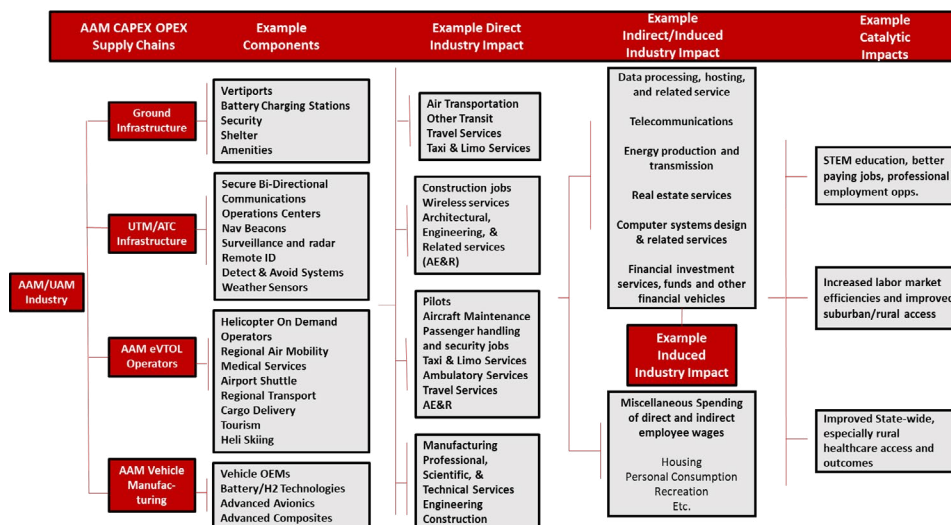 AAM CAPEX OPEX
Supply Chains
Example
Components
Example Direct
Industry Impact
Example
Indirect/Induced
Industry Impact
Example
Catalytic
Impacts
AAM/UAM
Industry
Ground
Infrastructure
UTM/ATC
Infrastructure
AAM eVTOL
Operators
AAM Vehicle
Manufac-
turing
Vertiports
Battery Charging Stations
Security
Shelter
Amenities
Secure Bi-Directional
Communications
Operations Centers
Nav Beacons
Surveillance and radar
Remote ID
Detect & Avoid Systems
Weather Sensors
Helicopter On Demand
Operators
Regional Air Mobility
Medical Services
Airport Shuttle
Regional Transport
Cargo Delivery
Tourism
Heli Skiing
Vehicle OEMs
Battery/H2 Technologies
Advanced Avionics
Advanced Composites
Air Transportation
Other Transit
Travel Services
Taxi & Limo Services
Construction jobs
Wireless services
Architectural,
Engineering, &
Related services
(AE&R)
Pilots
Aircraft Maintenance
Passenger handling
and security jobs
Taxi & Limo Services
Ambulatory Services
Travel Services
AE&R
Manufacturing
Professional,
Scientific, &
Technical Services
Engineering
Construction
Data processing, hosting,
and related service
Telecommunications
Energy production and
transmission
Real estate services
Computer systems design
& related services
Financial investment
services, funds and other
financial vehicles
Example
Induced
Industry Impact
Miscellaneous Spending
of direct and indirect
employee wages
Housing
Personal Consumption
Recreation
Etc.
STEM education, better
paying jobs, professional
employment opps.
Increased labor market
efficiencies and improved
suburban/rural access
Improved State-wide,
especially rural
healthcare access and
outcomes